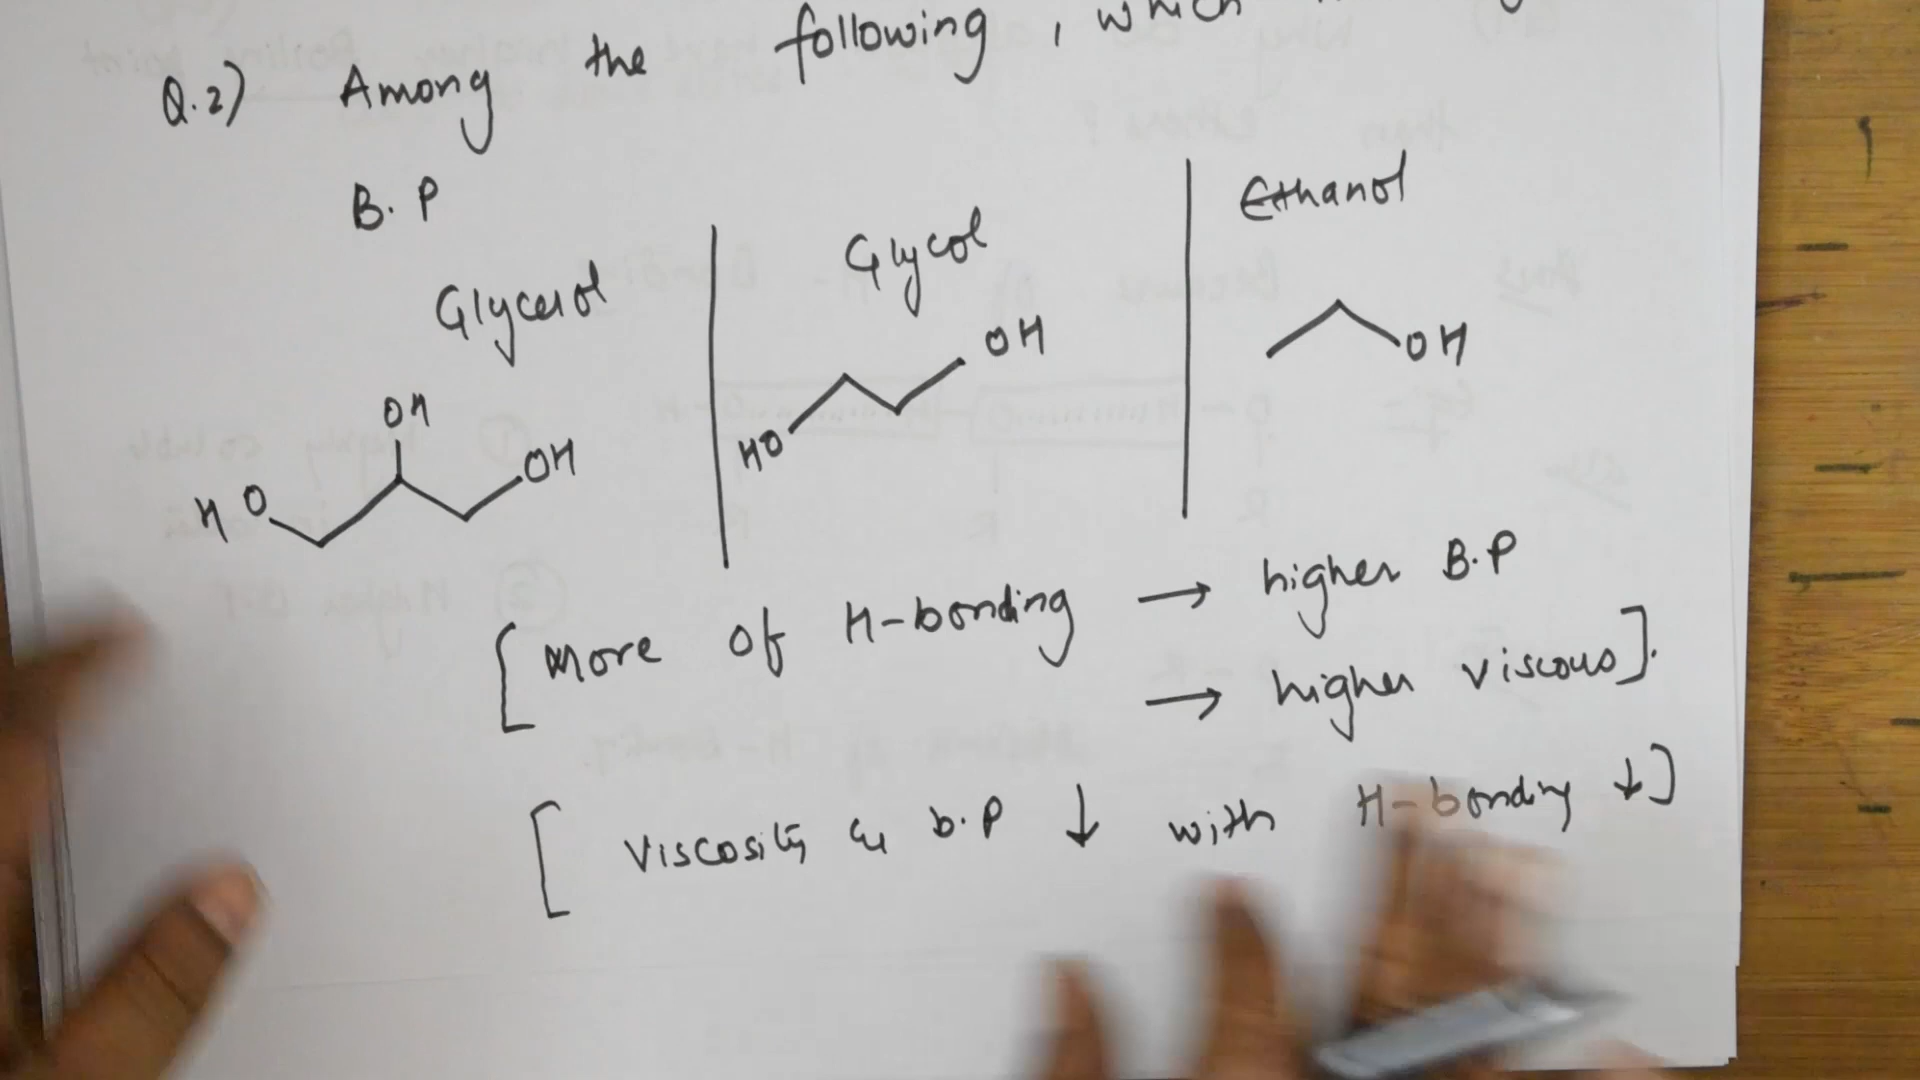 Q.2) Among the following, which
B.P
Glycerol
Glycol
Ethanol
OH
HO
OH
OH
HO
OH
[more of H-bonding → higher B.P
→ higher viscous].
[Viscosity & b.p ↓ with H-bonding ↓]